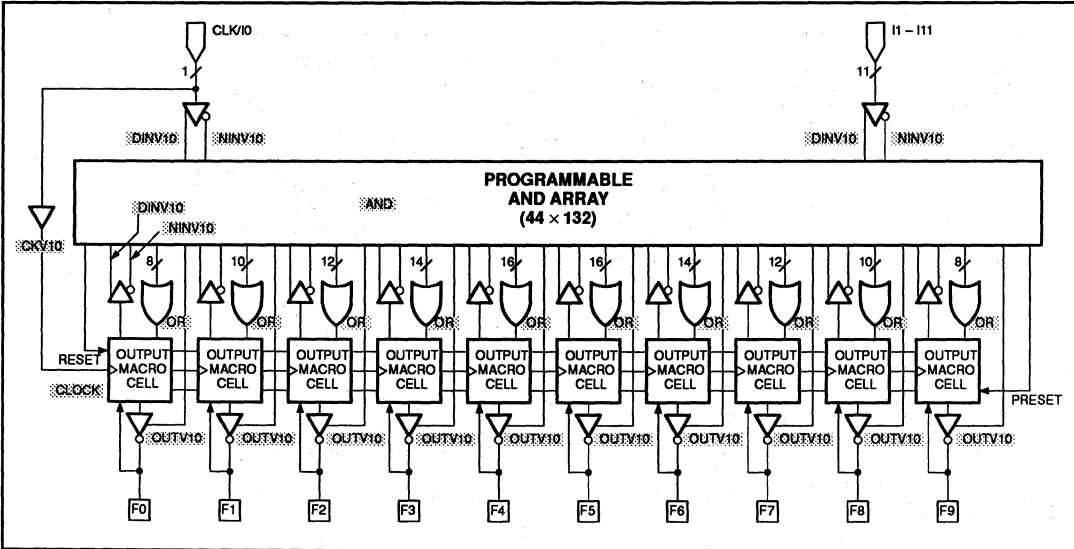 CLK/I0
I1 – I11
1
11
DINV10 NINV10
DINV10 NINV10
PROGRAMMABLE
AND ARRAY
(44 × 132)
AND
DINV10
NINV10
CKV10
8 10 12 14 16 16 14 12 10 8
OR OR OR OR OR OR OR OR OR OR
RESET
CLOCK
OUTPUT MACRO CELL
OUTPUT MACRO CELL
OUTPUT MACRO CELL
OUTPUT MACRO CELL
OUTPUT MACRO CELL
OUTPUT MACRO CELL
OUTPUT MACRO CELL
OUTPUT MACRO CELL
OUTPUT MACRO CELL
OUTPUT MACRO CELL
PRESET
OUTV10 OUTV10 OUTV10 OUTV10 OUTV10 OUTV10 OUTV10 OUTV10 OUTV10 OUTV10
F0 F1 F2 F3 F4 F5 F6 F7 F8 F9